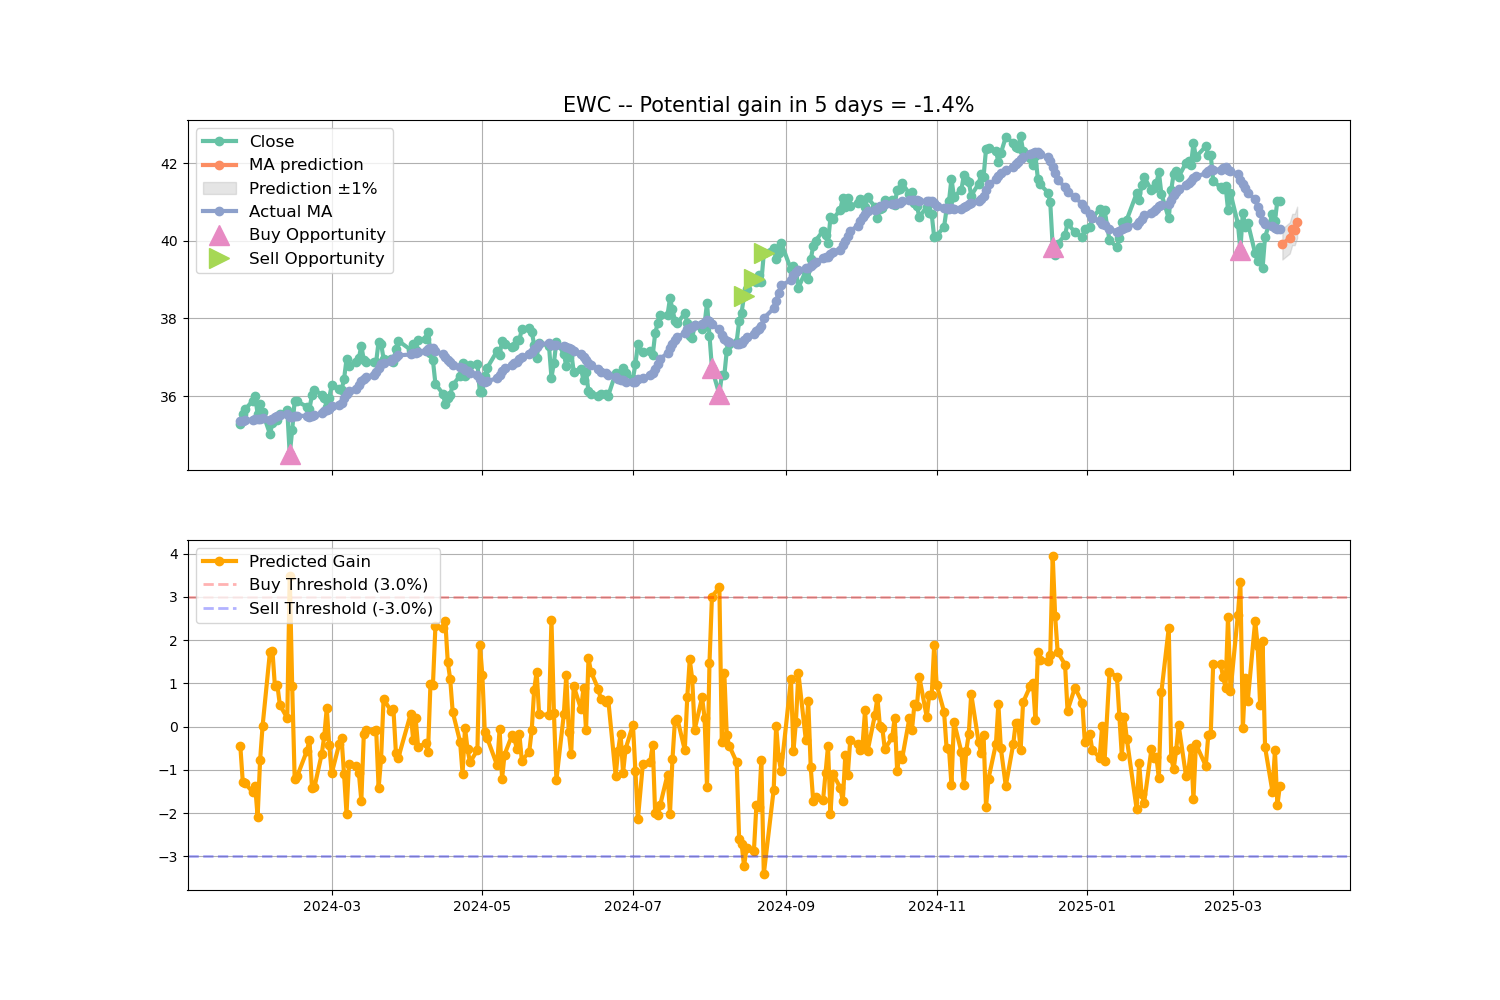 EWC -- Potential gain in 5 days = -1.4%
Close
MA prediction
Prediction ±1%
Actual MA
Buy Opportunity
Sell Opportunity
42
40
38
36
Predicted Gain
Buy Threshold (3.0%)
Sell Threshold (-3.0%)
4
3
2
1
0
−1
−2
−3
2024-03 2024-05 2024-07 2024-09 2024-11 2025-01 2025-03